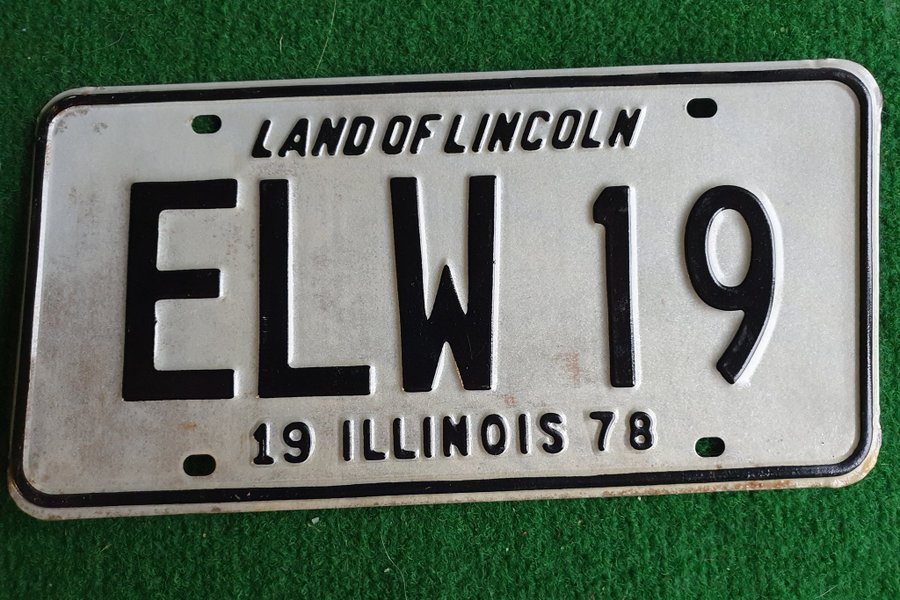 LAND OF LINCOLN
ELW 19
19 ILLINOIS 78